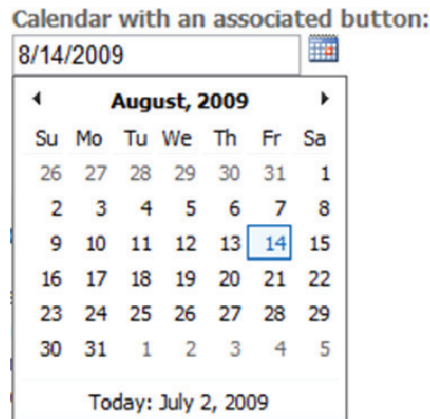 Calendar with an associated button:
8/14/2009
August, 2009
Su Mo Tu We Th Fr Sa
26 27 28 29 30 31 1
2 3 4 5 6 7 8
9 10 11 12 13 14 15
16 17 18 19 20 21 22
23 24 25 26 27 28 29
30 31 1 2 3 4 5
Today: July 2, 2009